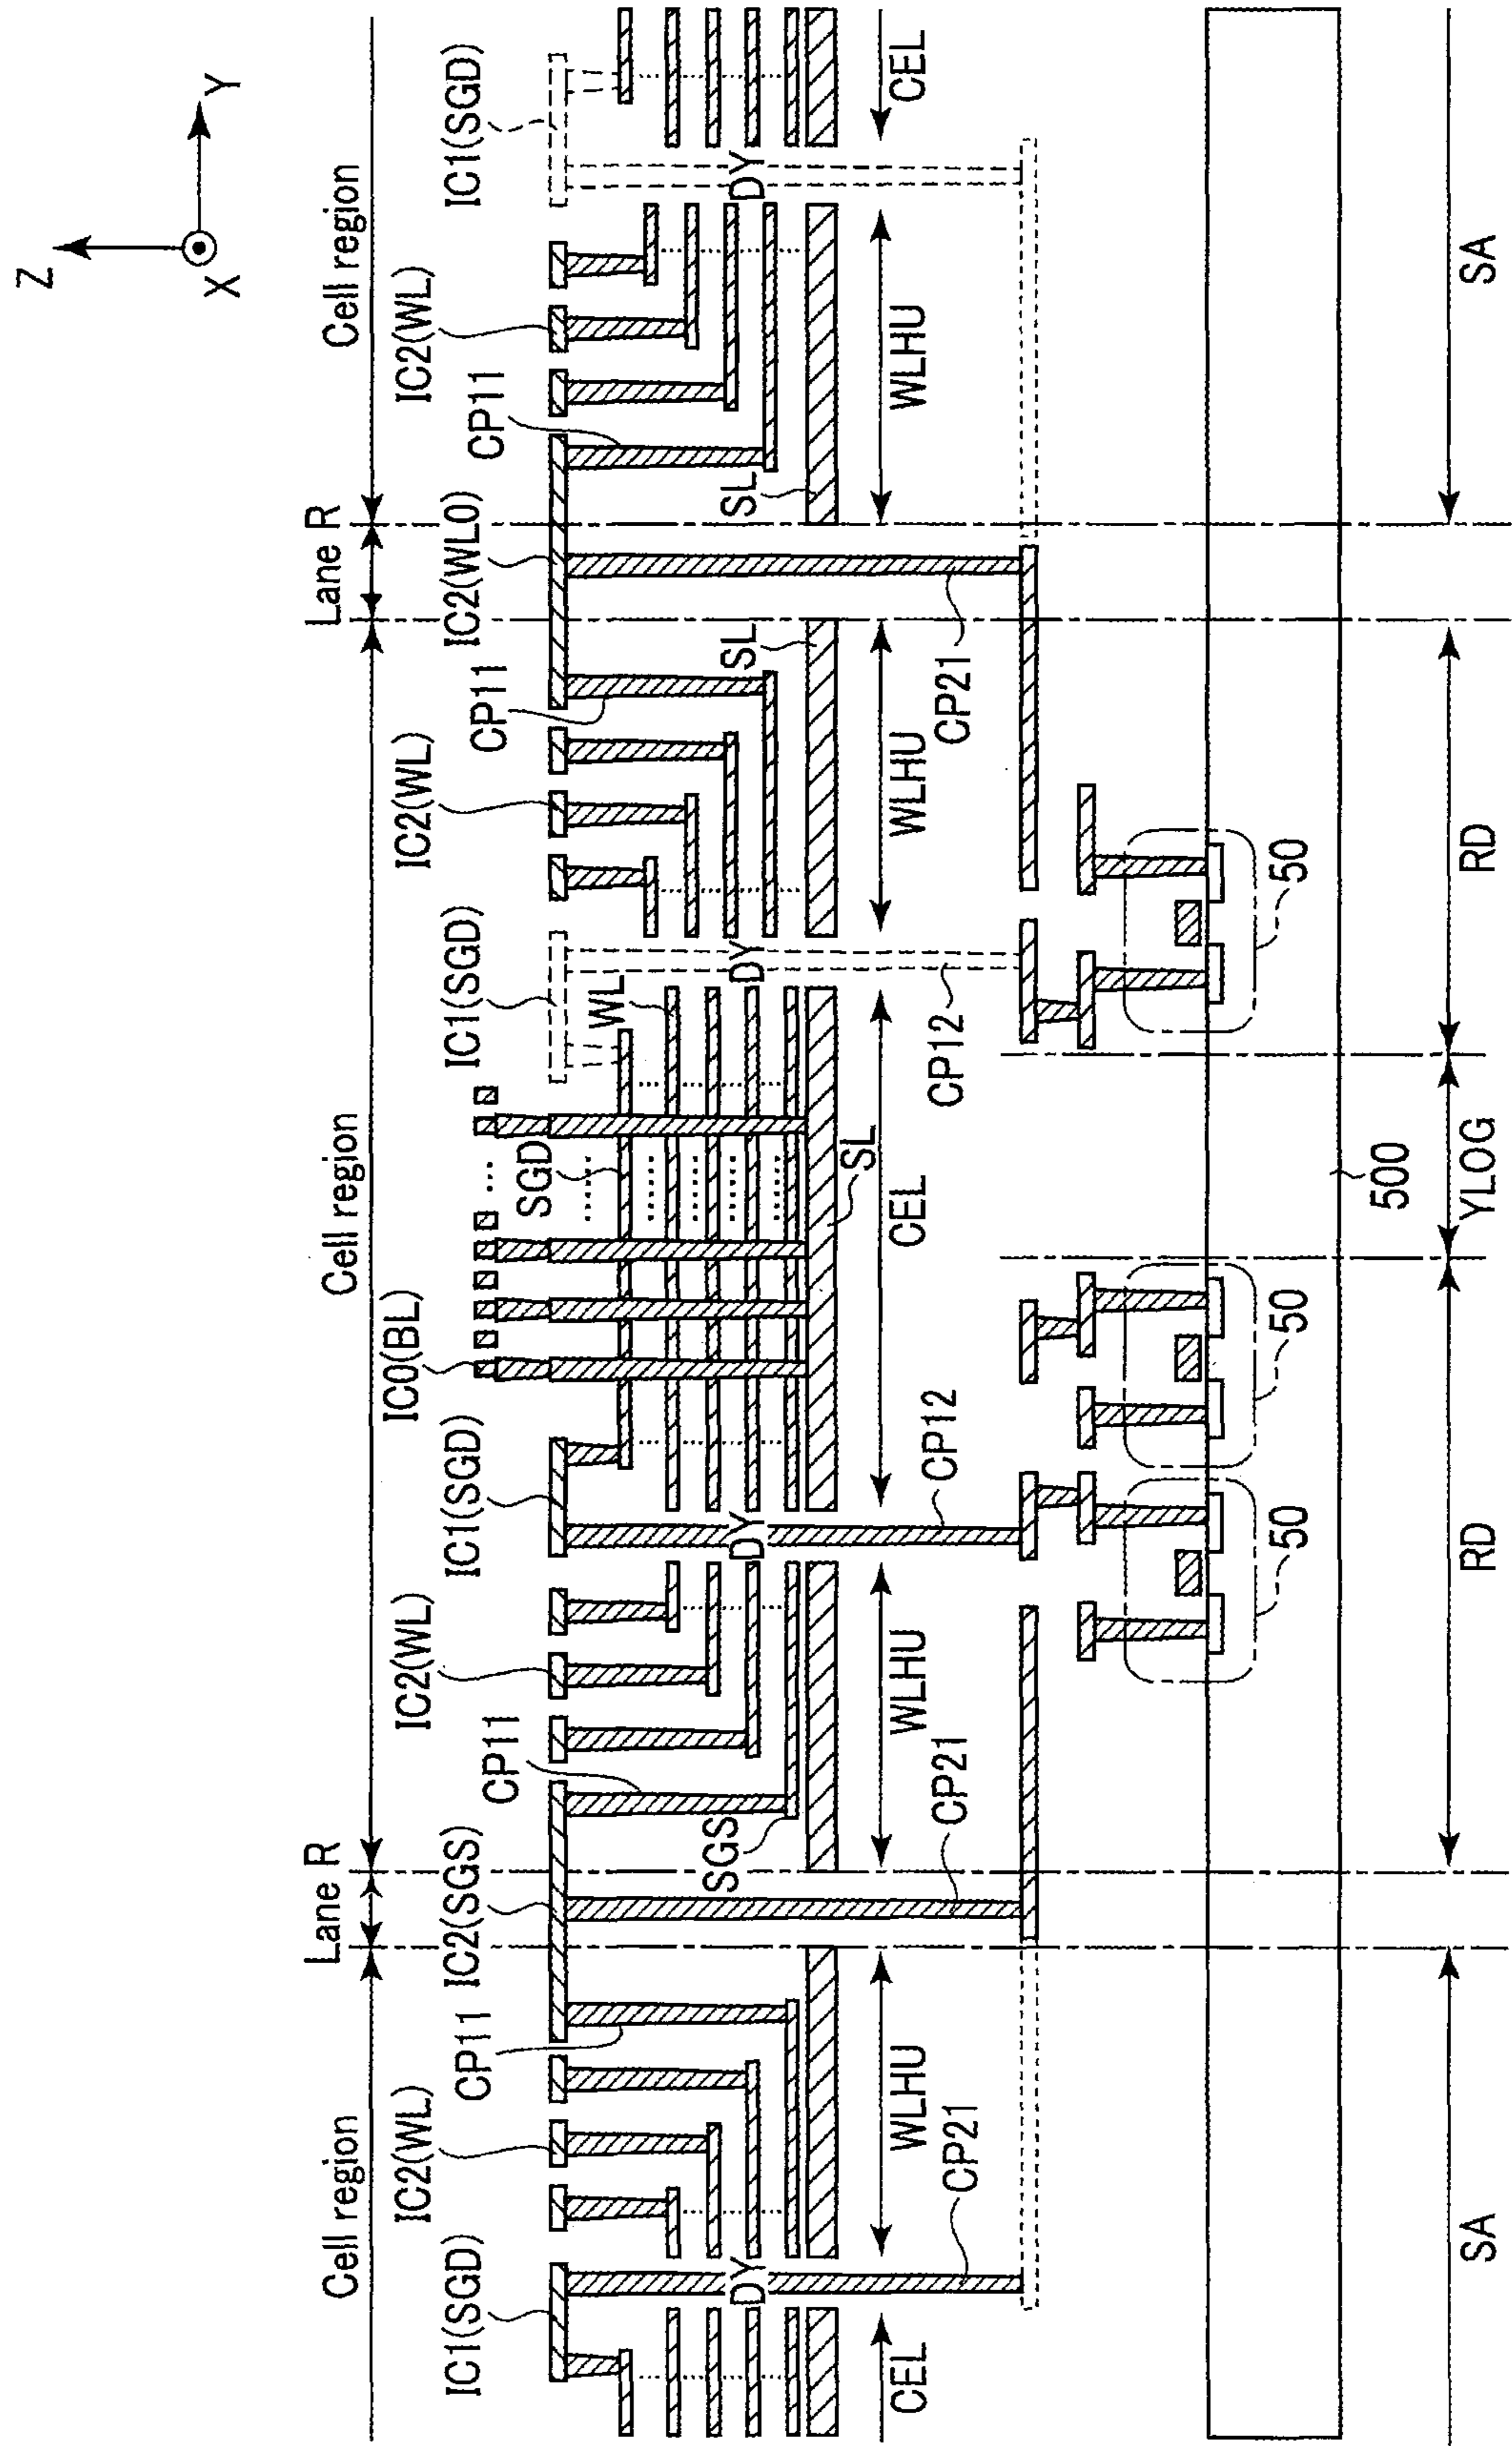 Z
Y
X
Cell region
Lane R
Cell region
Lane R
Cell region
IC0(BL)
IC2(WL)
IC2(WL)
IC2(WL)
IC2(WL)
IC1(SGD)
IC2(SGS)
IC1(SGD)
IC1(SGD)
IC2(WL0)
IC1(SGD)
CP11
CP11
CP11
CP11
SGD
WL
SGS
SL
SL
DY
DY
DY
DY
SL
CEL
WLHU
WLHU
CEL
WLHU
WLHU
CEL
CP21
CP21
CP12
CP12
CP21
50
50
50
500
SA
RD
YLOG
RD
SA